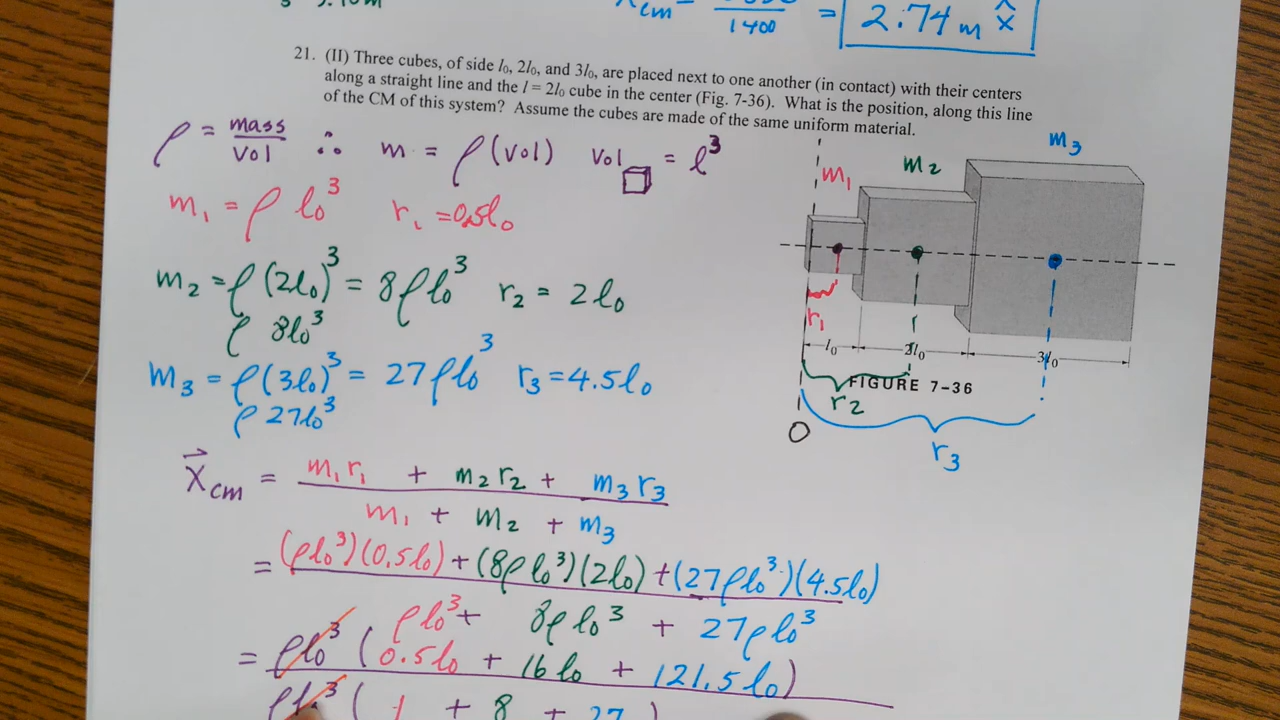 1400
= 2.74 m x̂
21. (II) Three cubes, of side l₀, 2l₀, and 3l₀, are placed next to one another (in contact) with their centers
along a straight line and the l = 2l₀ cube in the center (Fig. 7-36). What is the position, along this line
of the CM of this system? Assume the cubes are made of the same uniform material.
ρ = mass/vol ∴ m = ρ(vol) vol = l³
m₁ = ρ l₀³ r₁ = 0.5l₀
m₂ = ρ(2l₀)³ = 8ρl₀³ r₂ = 2l₀
ρ 8l₀³
m₃ = ρ(3l₀)³ = 27ρl₀³ r₃ = 4.5l₀
ρ 27l₀³
m₁ m₂ m₃
r₁
l₀ 2l₀ 3l₀
FIGURE 7-36
r₂
O
r₃
x⃗cm = m₁r₁ + m₂r₂ + m₃r₃
m₁ + m₂ + m₃
= (ρl₀³)(0.5l₀) + (8ρl₀³)(2l₀) + (27ρl₀³)(4.5l₀)
ρl₀³ + 8ρl₀³ + 27ρl₀³
= ρl₀³ (0.5l₀ + 16l₀ + 121.5l₀)
ρl₀³ (1 + 8 + 27)